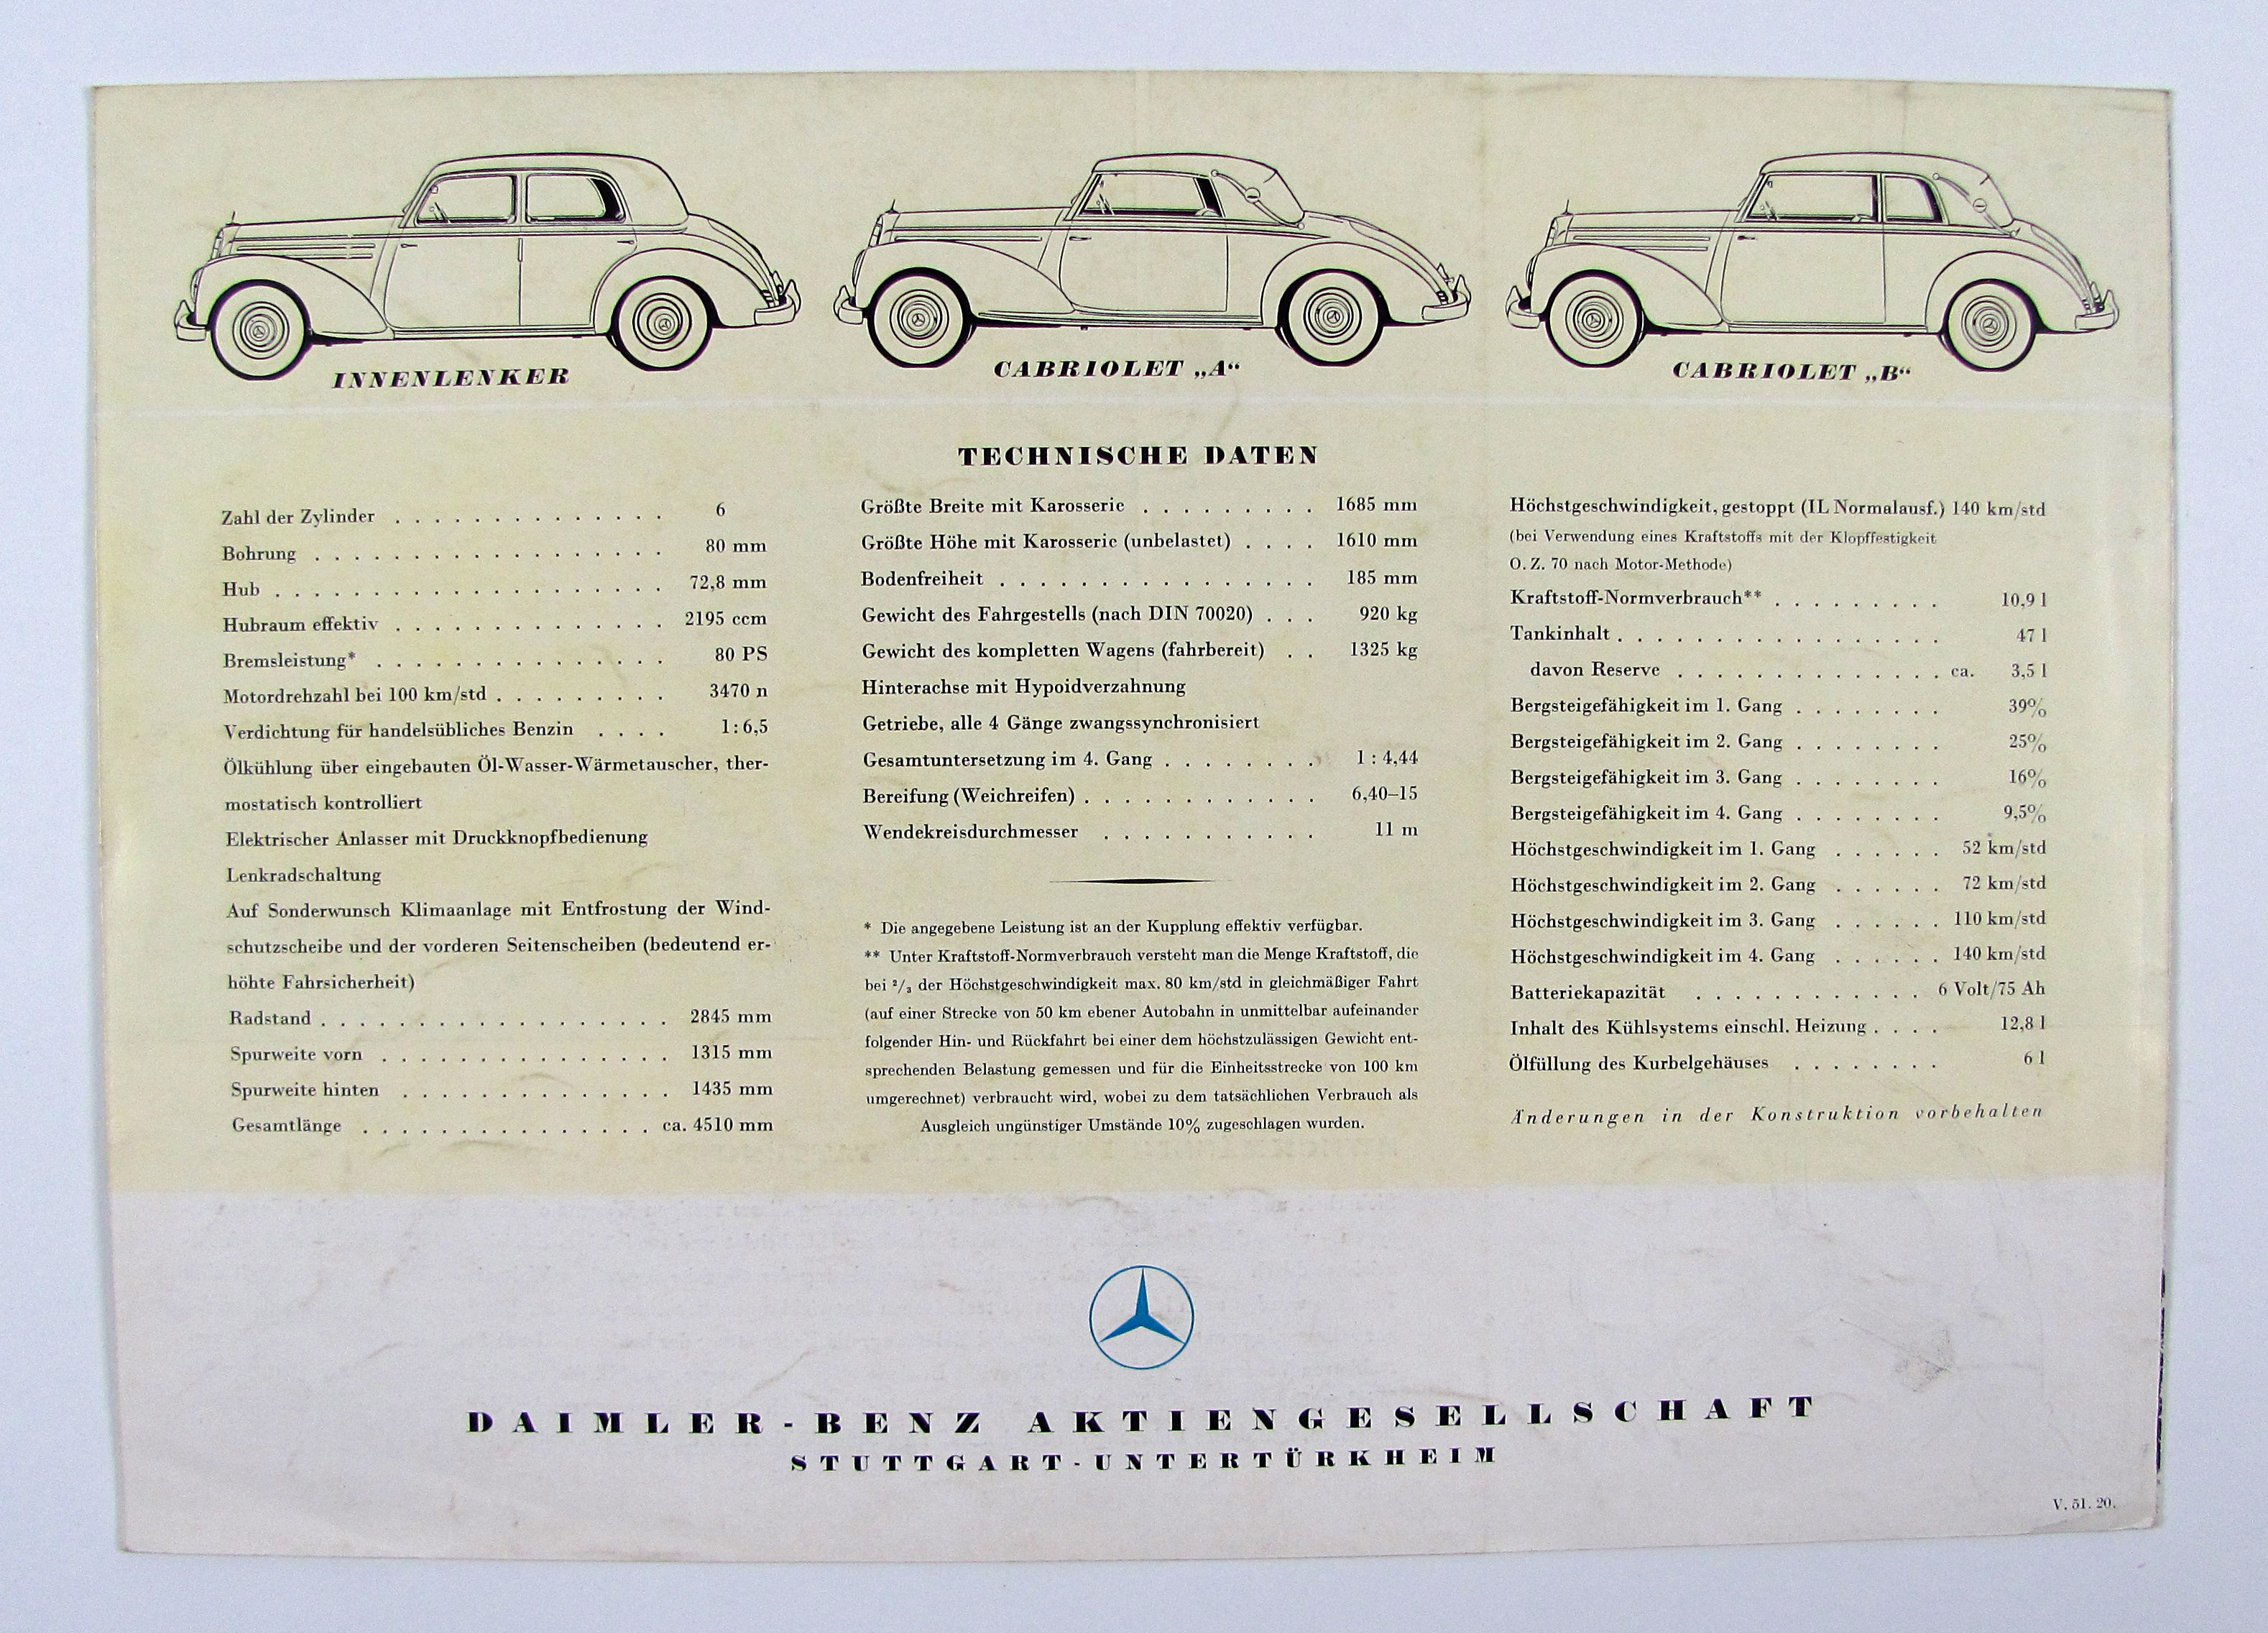 INNENLENKER
CABRIOLET „A“
CABRIOLET „B“
TECHNISCHE DATEN
Zahl der Zylinder . . . . . . . . . . . . . . 6
Bohrung . . . . . . . . . . . . . . . . . . 80 mm
Hub . . . . . . . . . . . . . . . . . . . . 72,8 mm
Hubraum effektiv . . . . . . . . . . . . . . 2195 ccm
Bremsleistung* . . . . . . . . . . . . . . . 80 PS
Motordrehzahl bei 100 km/std . . . . . . . . . 3470 n
Verdichtung für handelsübliches Benzin . . . . 1 : 6,5
Ölkühlung über eingebauten Öl-Wasser-Wärmetauscher, ther-
mostatisch kontrolliert
Elektrischer Anlasser mit Druckknopfbedienung
Lenkradschaltung
Auf Sonderwunsch Klimaanlage mit Entfrostung der Wind-
schutzscheibe und der vorderen Seitenscheiben (bedeutend er-
höhte Fahrsicherheit)
Radstand . . . . . . . . . . . . . . . . . . 2845 mm
Spurweite vorn . . . . . . . . . . . . . . . 1315 mm
Spurweite hinten . . . . . . . . . . . . . . 1435 mm
Gesamtlänge . . . . . . . . . . . . . . . ca. 4510 mm
Größte Breite mit Karosserie . . . . . . . . . 1685 mm
Größte Höhe mit Karosserie (unbelastet) . . . . 1610 mm
Bodenfreiheit . . . . . . . . . . . . . . . . 185 mm
Gewicht des Fahrgestells (nach DIN 70020) . . . 920 kg
Gewicht des kompletten Wagens (fahrbereit) . . 1325 kg
Hinterachse mit Hypoidverzahnung
Getriebe, alle 4 Gänge zwangssynchronisiert
Gesamtuntersetzung im 4. Gang . . . . . . . . 1 : 4,44
Bereifung (Weichreifen) . . . . . . . . . . . . 6,40–15
Wendekreisdurchmesser . . . . . . . . . . . 11 m
* Die angegebene Leistung ist an der Kupplung effektiv verfügbar.
** Unter Kraftstoff-Normverbrauch versteht man die Menge Kraftstoff, die
bei 2/3 der Höchstgeschwindigkeit max. 80 km/std in gleichmäßiger Fahrt
(auf einer Strecke von 50 km ebener Autobahn in unmittelbar aufeinander
folgender Hin- und Rückfahrt bei einer dem höchstzulässigen Gewicht ent-
sprechenden Belastung gemessen und für die Einheitsstrecke von 100 km
umgerechnet) verbraucht wird, wobei zu dem tatsächlichen Verbrauch als
Ausgleich ungünstiger Umstände 10% zugeschlagen wurden.
Höchstgeschwindigkeit, gestoppt (IL Normalausf.) 140 km/std
(bei Verwendung eines Kraftstoffs mit der Klopffestigkeit
O. Z. 70 nach Motor-Methode)
Kraftstoff-Normverbrauch** . . . . . . . . . 10,9 l
Tankinhalt . . . . . . . . . . . . . . . . . 47 l
davon Reserve . . . . . . . . . . . . . . ca. 3,5 l
Bergsteigefähigkeit im 1. Gang . . . . . . . . 39%
Bergsteigefähigkeit im 2. Gang . . . . . . . . 25%
Bergsteigefähigkeit im 3. Gang . . . . . . . . 16%
Bergsteigefähigkeit im 4. Gang . . . . . . . . 9,5%
Höchstgeschwindigkeit im 1. Gang . . . . . . 52 km/std
Höchstgeschwindigkeit im 2. Gang . . . . . . 72 km/std
Höchstgeschwindigkeit im 3. Gang . . . . . . 110 km/std
Höchstgeschwindigkeit im 4. Gang . . . . . . 140 km/std
Batteriekapazität . . . . . . . . . . . . 6 Volt/75 Ah
Inhalt des Kühlsystems einschl. Heizung . . . . 12,8 l
Ölfüllung des Kurbelgehäuses . . . . . . . . 6 l
Änderungen in der Konstruktion vorbehalten
DAIMLER-BENZ AKTIENGESELLSCHAFT
STUTTGART-UNTERTÜRKHEIM
V. 51. 20.